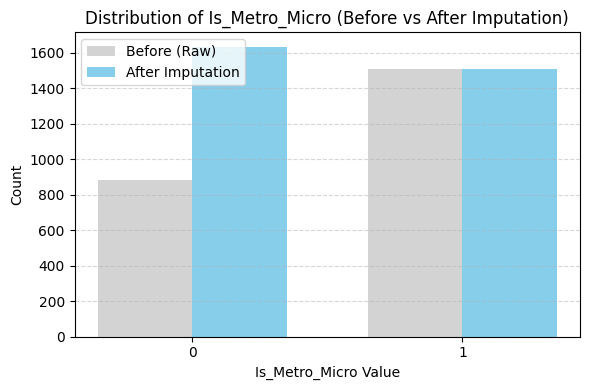 Distribution of Is_Metro_Micro (Before vs After Imputation)
Before (Raw)
After Imputation
1600
1400
1200
1000
800
600
400
200
0
Count
0 1
Is_Metro_Micro Value